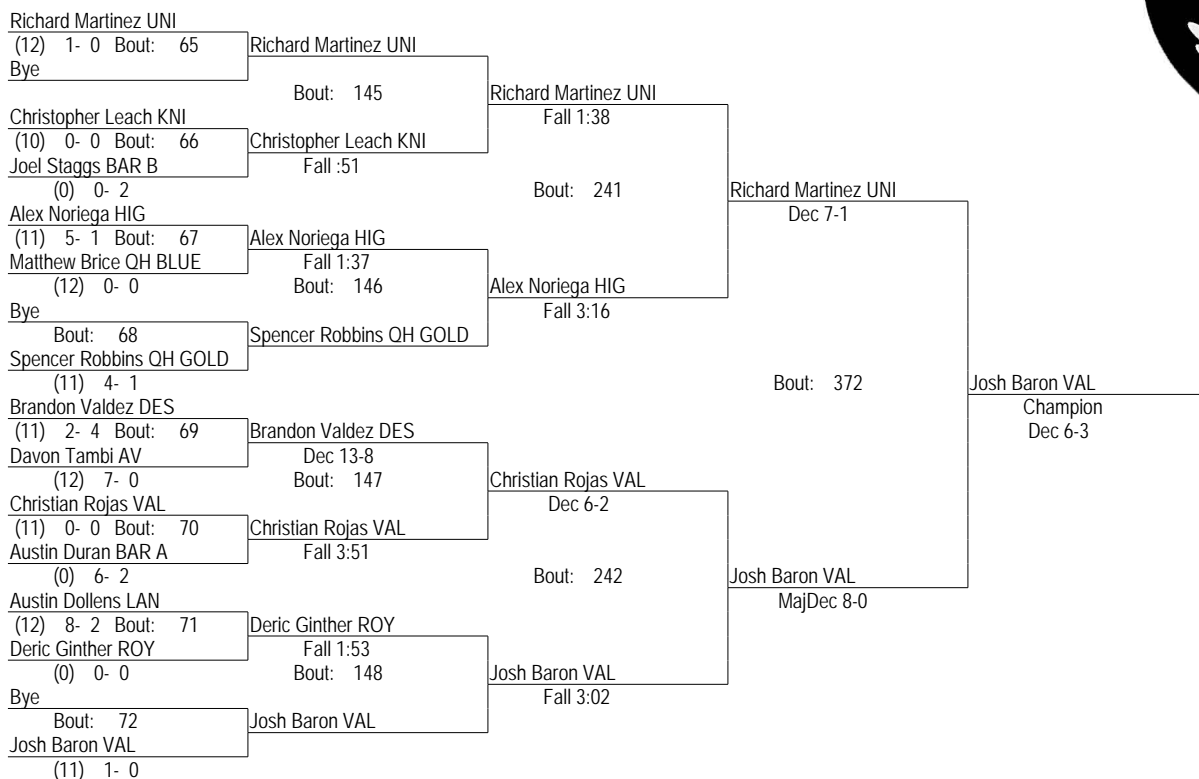 Richard Martinez UNI
(12) 1- 0 Bout: 65
Bye
Richard Martinez UNI
Bout: 145
Christopher Leach KNI
(10) 0- 0 Bout: 66
Joel Staggs BAR B
(0) 0- 2
Christopher Leach KNI
Fall :51
Richard Martinez UNI
Fall 1:38
Bout: 241
Alex Noriega HIG
(11) 5- 1 Bout: 67
Matthew Brice QH BLUE
(12) 0- 0
Alex Noriega HIG
Fall 1:37
Bout: 146
Bye
Bout: 68
Spencer Robbins QH GOLD
(11) 4- 1
Spencer Robbins QH GOLD
Alex Noriega HIG
Fall 3:16
Richard Martinez UNI
Dec 7-1
Bout: 372
Brandon Valdez DES
(11) 2- 4 Bout: 69
Davon Tambi AV
(12) 7- 0
Brandon Valdez DES
Dec 13-8
Bout: 147
Christian Rojas VAL
(11) 0- 0 Bout: 70
Austin Duran BAR A
(0) 6- 2
Christian Rojas VAL
Fall 3:51
Christian Rojas VAL
Dec 6-2
Bout: 242
Austin Dollens LAN
(12) 8- 2 Bout: 71
Deric Ginther ROY
(0) 0- 0
Deric Ginther ROY
Fall 1:53
Bout: 148
Bye
Bout: 72
Josh Baron VAL
(11) 1- 0
Josh Baron VAL
Josh Baron VAL
Fall 3:02
Josh Baron VAL
MajDec 8-0
Josh Baron VAL
Champion
Dec 6-3